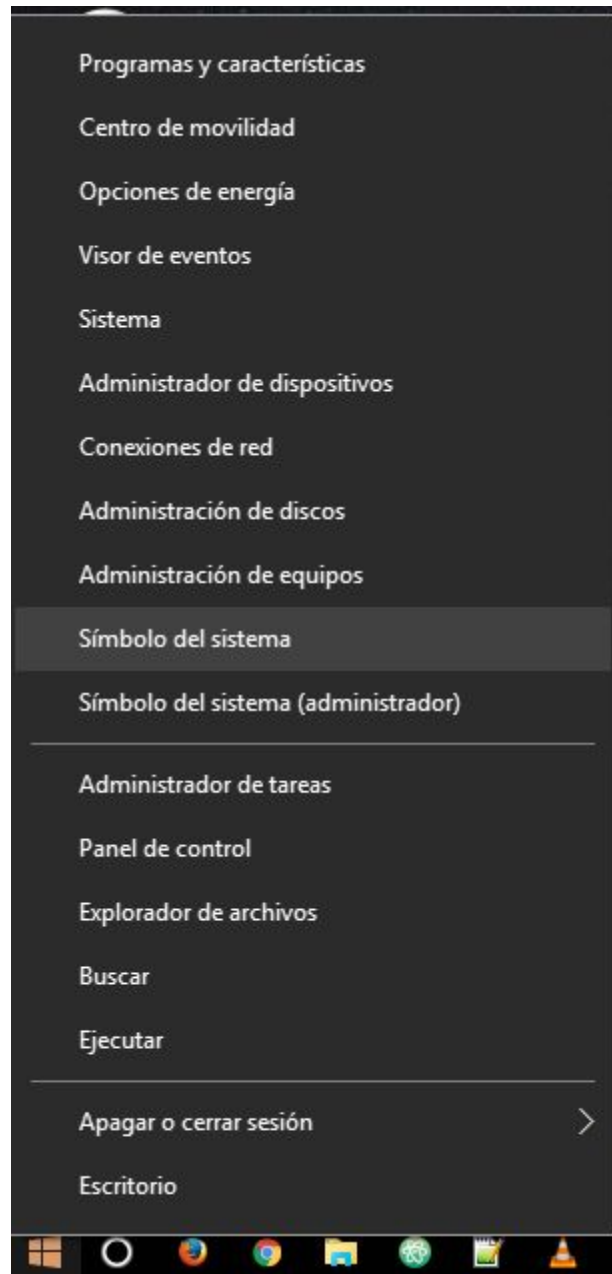 Programas y características
Centro de movilidad
Opciones de energía
Visor de eventos
Sistema
Administrador de dispositivos
Conexiones de red
Administración de discos
Administración de equipos
Símbolo del sistema
Símbolo del sistema (administrador)
Administrador de tareas
Panel de control
Explorador de archivos
Buscar
Ejecutar
Apagar o cerrar sesión
Escritorio